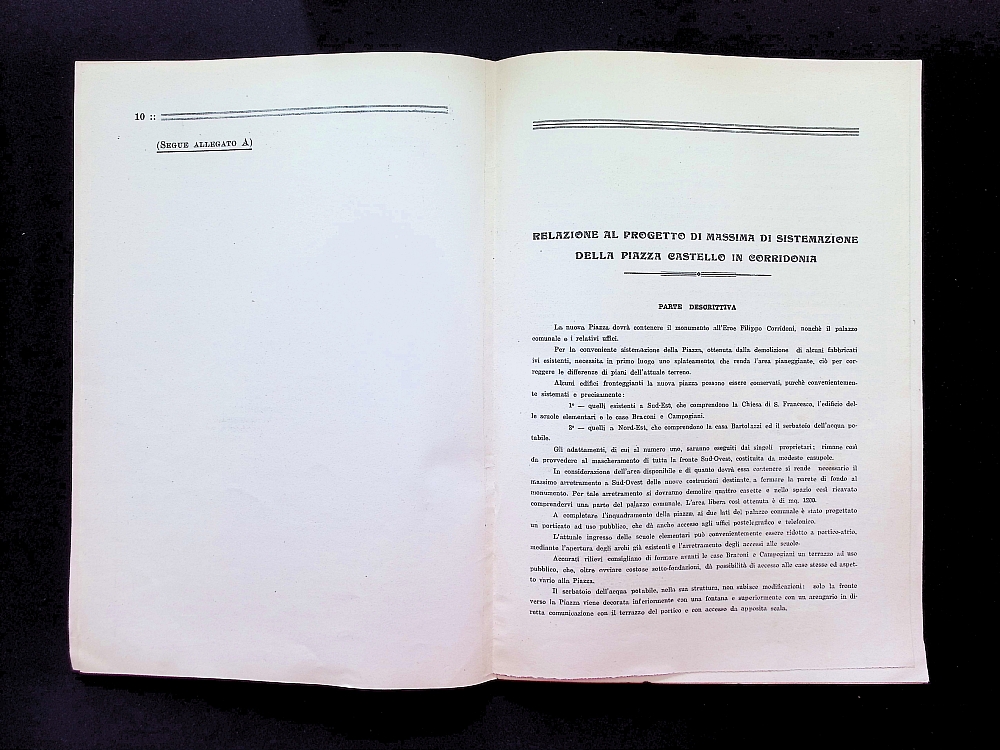 10 ::
(SEGUE ALLEGATO A)
RELAZIONE AL PROGETTO DI MASSIMA DI SISTEMAZIONE
DELLA PIAZZA CASTELLO IN CORRIDONIA
PARTE DESCRITTIVA
La nuova Piazza dovrà contenere il monumento all'Eroe Filippo Corridoni, nonchè il palazzo
comunale e i relativi uffici.
Per la conveniente sistemazione della Piazza, ottenuta dalla demolizione di alcuni fabbricati
ivi esistenti, necessita in primo luogo uno splateamento, che renda l'area pianeggiante, ciò per cor-
reggere le differenze di piani dell'attuale terreno.
Alcuni edifici fronteggianti la nuova piazza possono essere conservati, purchè convenientemen-
te sistemati e precisamente:
1° — quelli esistenti a Sud-Est, che comprendono la Chiesa di S. Francesco, l'edificio del-
le scuole elementari e le case Braconi e Campogiani.
2° — quelli a Nord-Est, che comprendono la casa Bartolazzi ed il serbatoio dell'acqua po-
tabile.
Gli adattamenti, di cui al numero uno, saranno eseguiti dai singoli proprietari; rimane così
da provvedere al mascheramento di tutta la fronte Sud-Ovest, costituita da modeste casupole.
In considerazione dell'area disponibile e di quanto dovrà essa contenere si rende necessario il
massimo arretramento a Sud-Ovest delle nuove costruzioni destinate, a formare la parete di fondo al
monumento. Per tale arretramento si dovranno demolire quattro casette e nello spazio così ricavato
comprendervi una parte del palazzo comunale. L'area libera così ottenuta è di mq. 1200.
A completare l'inquadramento della piazza, ai due lati del palazzo comunale è stato progettato
un porticato ad uso pubblico, che dà anche accesso agli uffici postelegrafico e telefonico.
L'attuale ingresso delle scuole elementari può convenientemente essere ridotto a portico-atrio,
mediante l'apertura degli archi già esistenti e l'arretramento degli accessi alle scuole.
Accurati rilievi consigliano di formare avanti le case Braconi e Campogiani un terrazzo ad uso
pubblico, che, oltre ovviare costose sotto-fondazioni, dà possibilità di accesso alle case stesse ed aspet-
to vario alla Piazza.
Il serbatoio dell'acqua potabile, nella sua struttura, non subisce modificazioni: solo la fronte
verso la Piazza viene decorata inferiormente con una fontana e superiormente con un arengario in di-
retta comunicazione con il terrazzo del portico e con accesso da apposita scala.